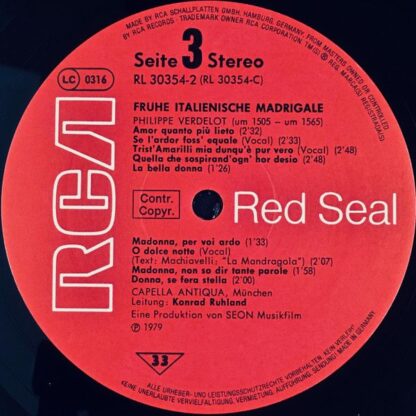 MADE BY RCA SCHALLPLATTEN GMBH, HAMBURG, GERMANY, FROM MASTERS OWNED OR CONTROLLED
BY RCA RECORDS · TRADEMARK OWNER RCA CORPORATION TM(S) ® REG. MARCA(S) REGISTRADA(S)
Seite 3 Stereo
RL 30354-2 (RL 30354-C)
LC 0316
FRUHE ITALIENISCHE MADRIGALE
PHILIPPE VERDELOT (um 1505 – um 1565)
Amor quanto più lieto (2'32)
Se l'ardor foss' equale (Vocal) (2'33)
Trist'Amarilli mia dunqu'è pur vero (Vocal) (2'48)
Quella che sospirand'ogn' hor desio (2'48)
La bella donna (1'26)
RCA
Contr.
Copyr.
Red Seal
Madonna, per voi ardo (1'33)
O dolce notte (Vocal)
(Text: Machiavelli: "La Mandragola") (2'07)
Madonna, non so dir tante parole (1'58)
Donna, se fera stella (2'00)
CAPELLA ANTIQUA, München
Leitung: Konrad Ruhland
Eine Produktion von SEON Musikfilm
℗ 1979
33
ALLE URHEBER- UND LEISTUNGSSCHUTZRECHTE VORBEHALTEN. KEINE UNERLAUBTE VERVIELFÄLTIGUNG, VERMIETUNG, AUFFÜHRUNG, SENDUNG! MADE IN GERMANY.